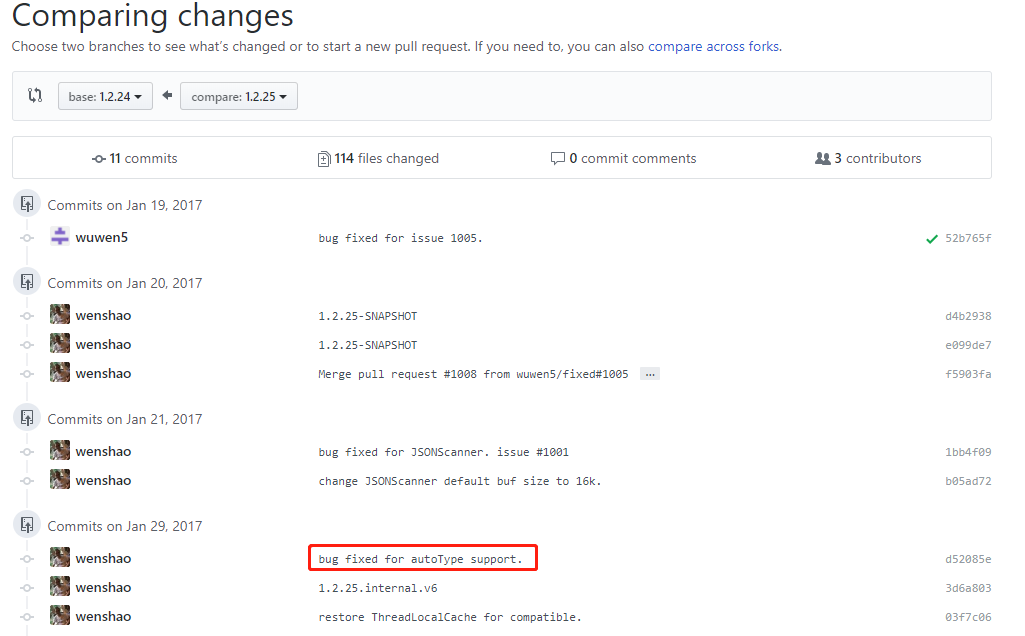 Comparing changes
Choose two branches to see what's changed or to start a new pull request. If you need to, you can also compare across forks.
base: 1.2.24 compare: 1.2.25
11 commits 114 files changed 0 commit comments 3 contributors
Commits on Jan 19, 2017
wuwen5 bug fixed for issue 1005. 52b765f
Commits on Jan 20, 2017
wenshao 1.2.25-SNAPSHOT d4b2938
wenshao 1.2.25-SNAPSHOT e099de7
wenshao Merge pull request #1008 from wuwen5/fixed#1005 … f5903fa
Commits on Jan 21, 2017
wenshao bug fixed for JSONScanner. issue #1001 1bb4f09
wenshao change JSONScanner default buf size to 16k. b05ad72
Commits on Jan 29, 2017
wenshao bug fixed for autoType support. d52085e
wenshao 1.2.25.internal.v6 3d6a803
wenshao restore ThreadLocalCache for compatible. 03f7c06